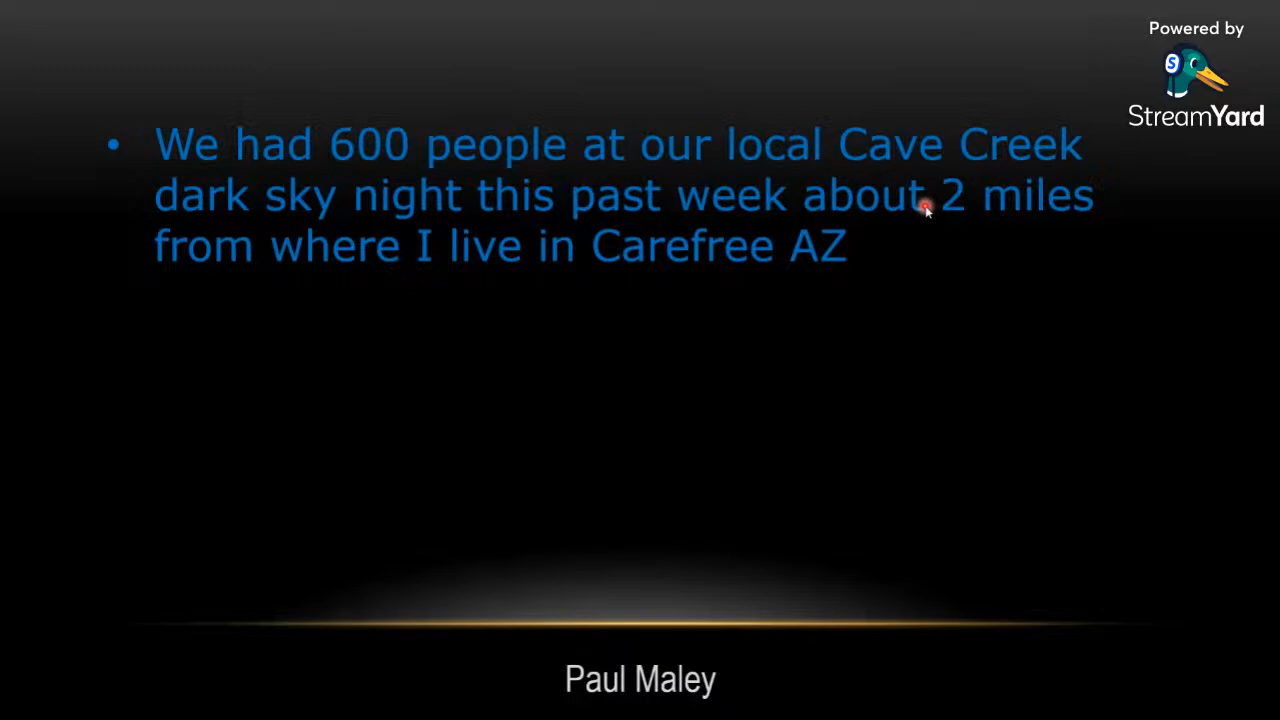 Powered by
S
StreamYard
• We had 600 people at our local Cave Creek
dark sky night this past week about 2 miles
from where I live in Carefree AZ
Paul Maley